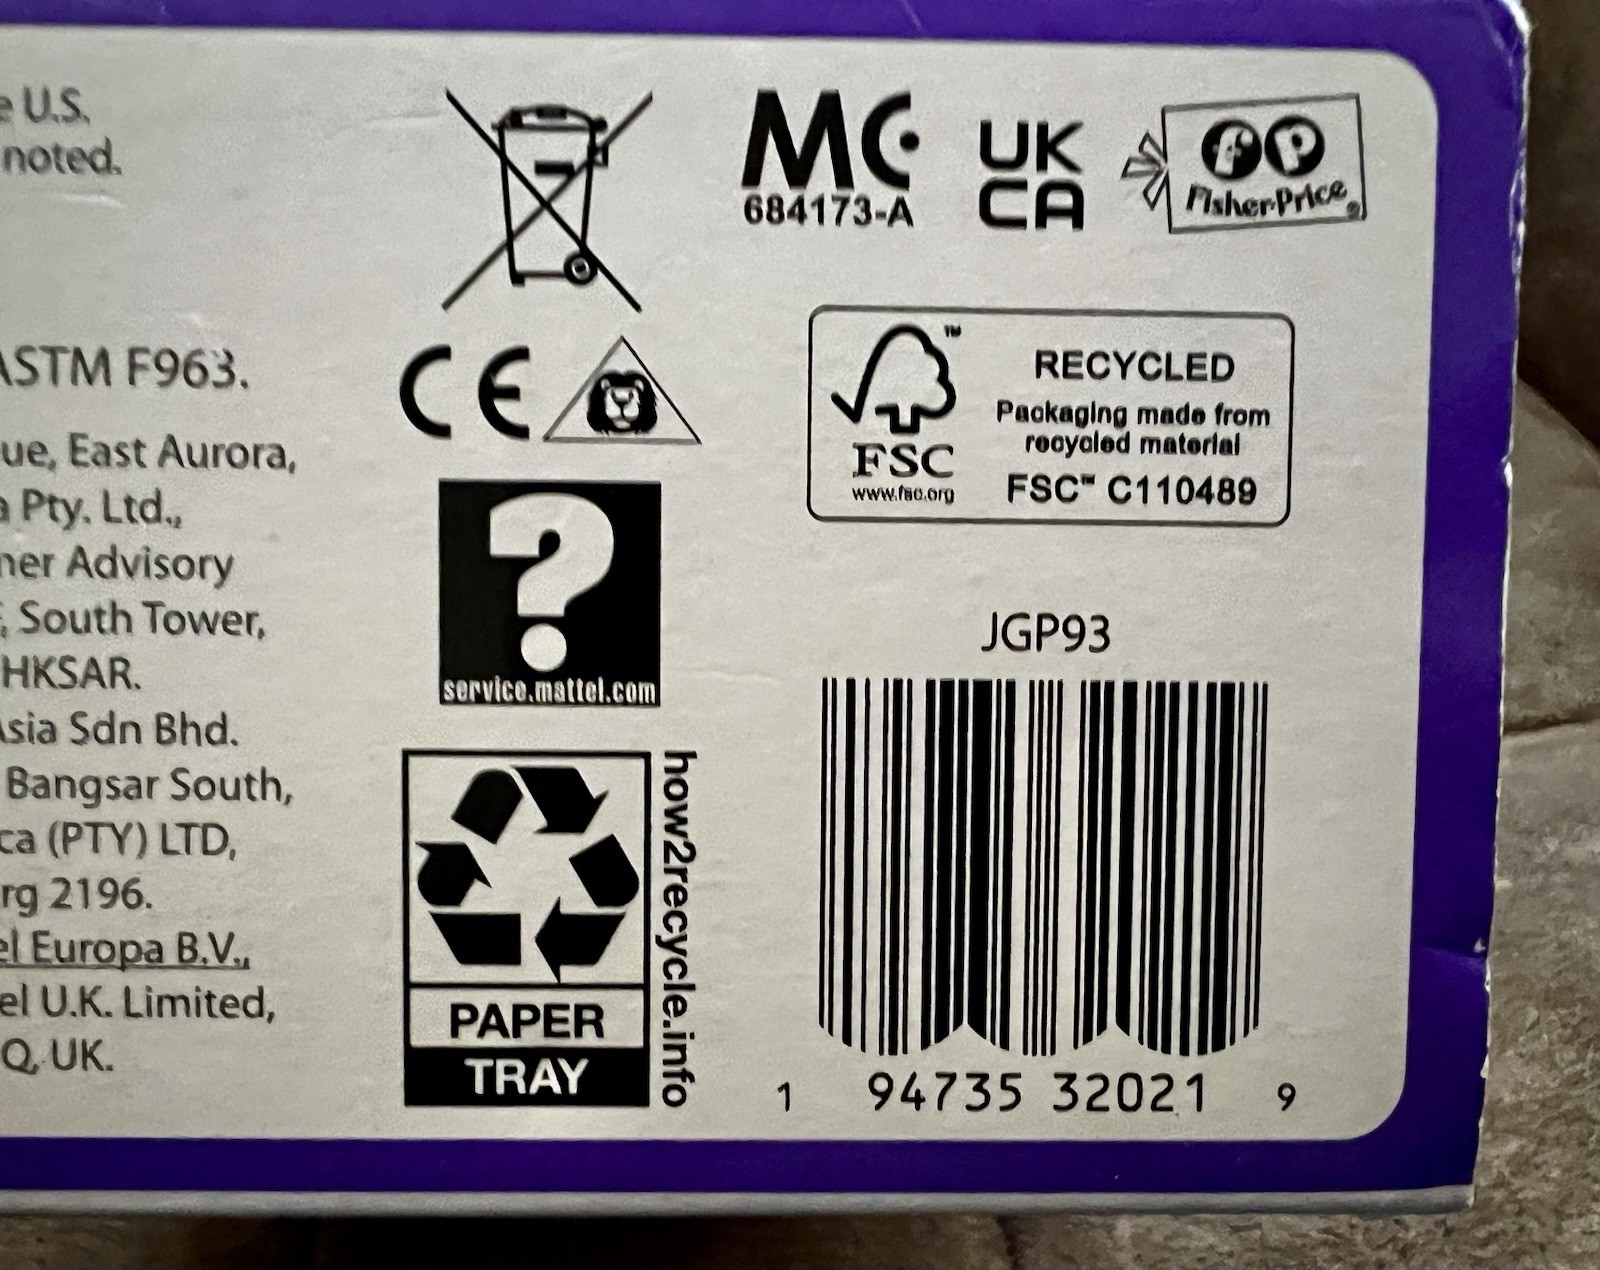 e U.S.
noted.
ASTM F963.
ue, East Aurora,
a Pty. Ltd.,
ner Advisory
, South Tower,
HKSAR.
Asia Sdn Bhd.
Bangsar South,
ca (PTY) LTD,
rg 2196.
el Europa B.V.,
el U.K. Limited,
Q, UK.
CE
?
service.mattel.com
PAPER
TRAY
how2recycle.info
MC
684173-A
UK
CA
FP
Fisher-Price®
FSC™
www.fsc.org
RECYCLED
Packaging made from
recycled material
FSC™ C110489
JGP93
1 94735 32021 9